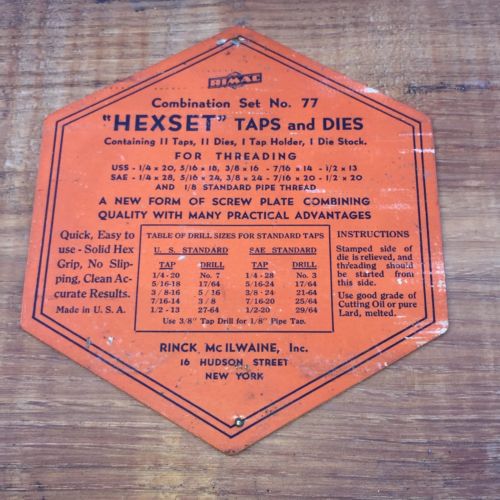 RIMAC
Combination Set No. 77
"HEXSET" TAPS and DIES
Containing 11 Taps, 11 Dies, 1 Tap Holder, 1 Die Stock.
FOR THREADING
USS - 1/4 x 20, 5/16 x 18, 3/8 x 16 - 7/16 x 14 - 1/2 x 13
SAE - 1/4 x 28, 5/16 x 24, 3/8 x 24 - 7/16 x 20 - 1/2 x 20
AND 1/8 STANDARD PIPE THREAD
A NEW FORM OF SCREW PLATE COMBINING
QUALITY WITH MANY PRACTICAL ADVANTAGES
Quick, Easy to
use - Solid Hex
Grip, No Slip-
ping, Clean Ac-
curate Results.
Made in U. S. A.
TABLE OF DRILL SIZES FOR STANDARD TAPS
U. S. STANDARD SAE STANDARD
TAP DRILL TAP DRILL
1/4 - 20 No. 7 1/4 - 28 No. 3
5/16-18 17/64 5/16-24 17/64
3/8-16 5/16 3/8-24 21/64
7/16-14 3/8 7/16-20 25/64
1/2 - 13 27/64 1/2-20 29/64
Use 3/8" Tap Drill for 1/8" Pipe Tap.
INSTRUCTIONS
Stamped side of
die is relieved, and
threading should
be started from
this side.
Use good grade of
Cutting Oil or pure
Lard, melted.
RINCK, McILWAINE, Inc.
16 HUDSON STREET
NEW YORK